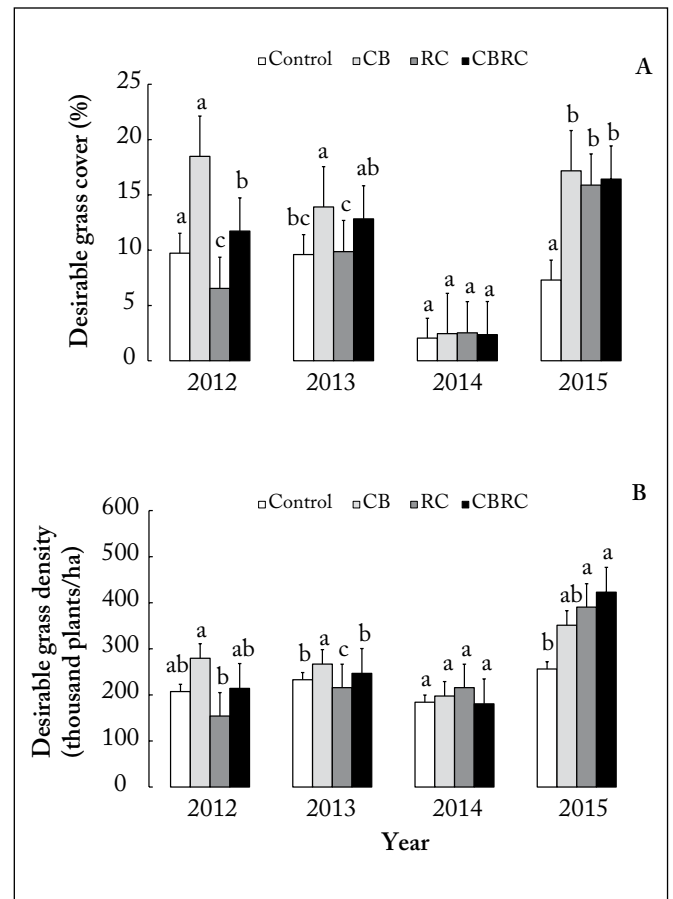 A
Control CB RC CBRC
25
20
15
10
5
0
Desirable grass cover (%)
a a c b
bc a c ab
a a a a
a b b b
2012 2013 2014 2015
B
Control CB RC CBRC
600
500
400
300
200
100
0
Desirable grass density
(thousand plants/ha)
ab a b ab
b a c b
a a a a
b ab a a
2012 2013 2014 2015
Year